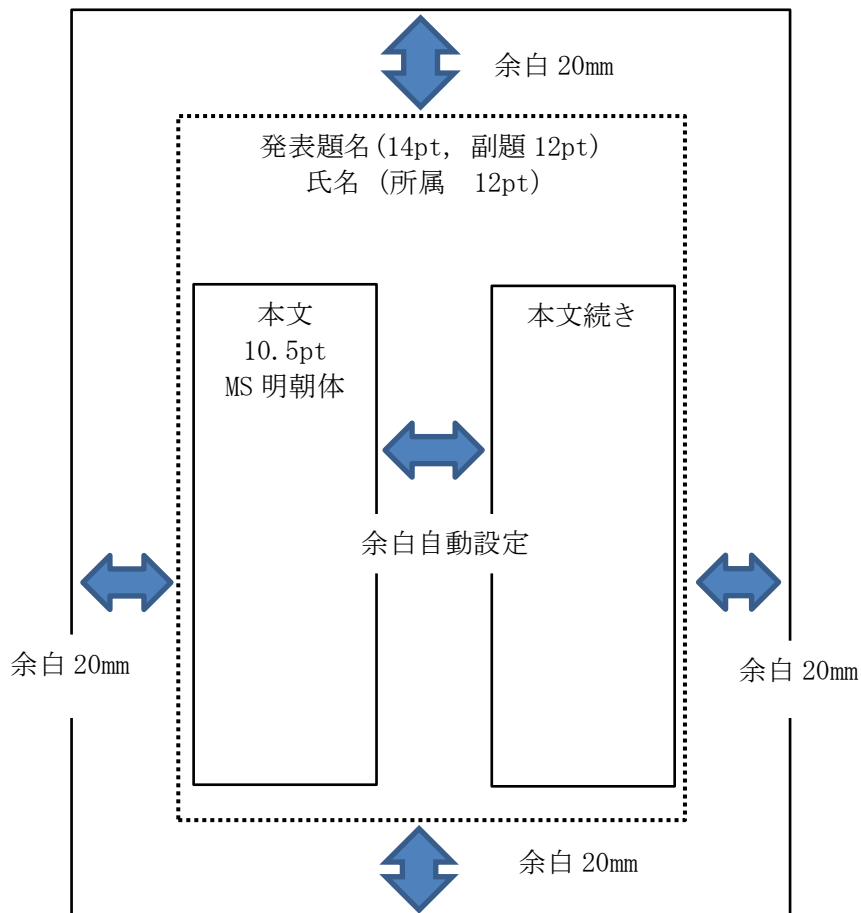 余白 20mm
発表題名(14pt, 副題 12pt)
氏名 (所属　12pt)
本文
10.5pt
MS 明朝体
本文続き
余白自動設定
余白 20mm
余白 20mm
余白 20mm